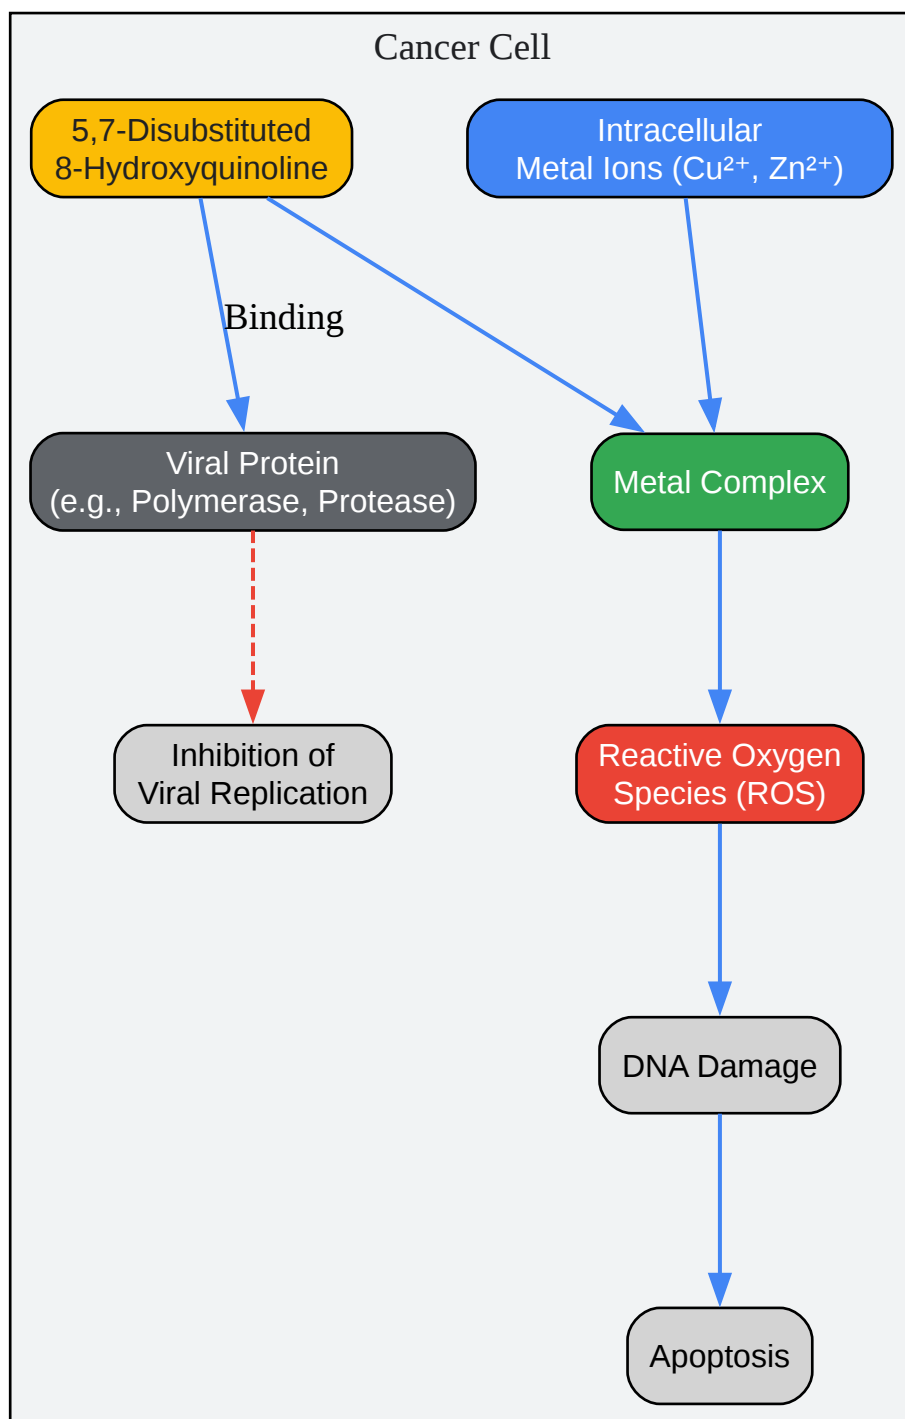 Cancer Cell
5,7-Disubstituted
8-Hydroxyquinoline
Intracellular
Metal Ions (Cu²⁺, Zn²⁺)
Binding
Viral Protein
(e.g., Polymerase, Protease)
Metal Complex
Inhibition of
Viral Replication
Reactive Oxygen
Species (ROS)
DNA Damage
Apoptosis